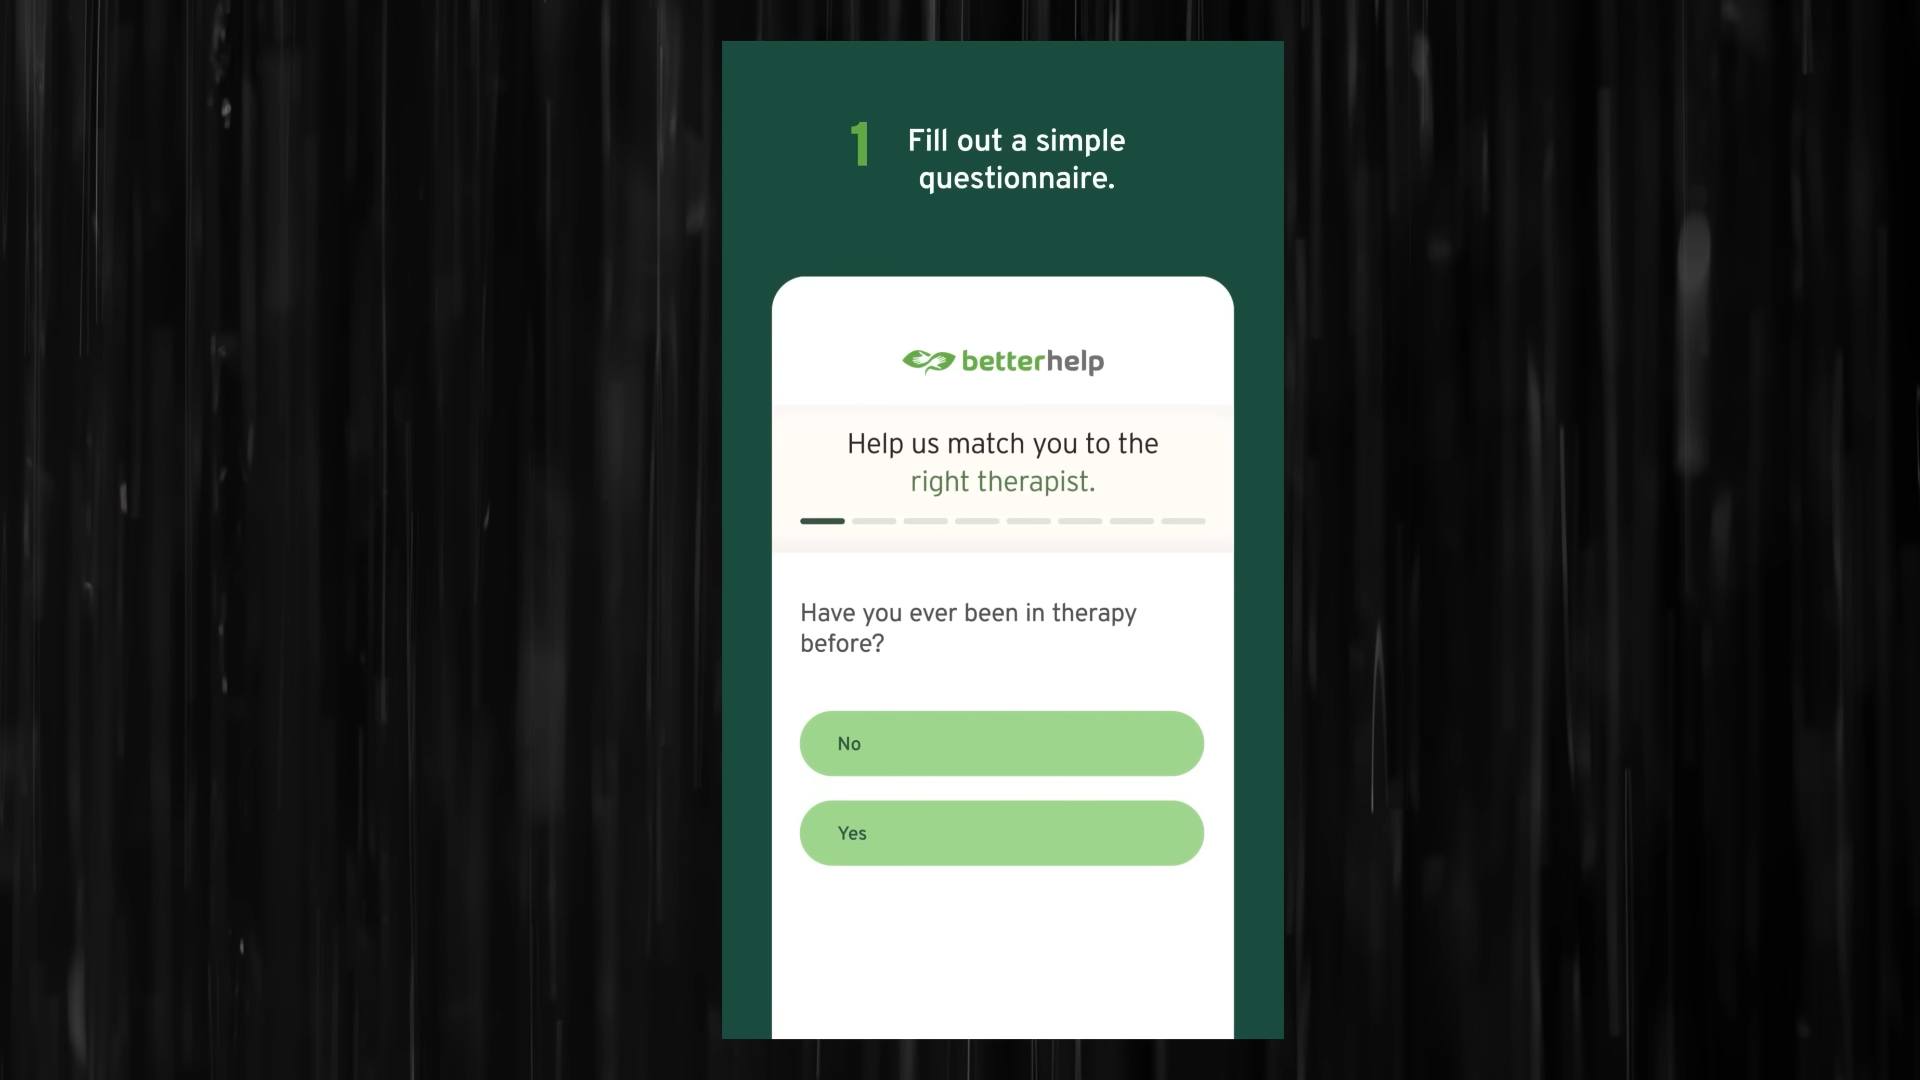 1
Fill out a simple
questionnaire.
betterhelp
Help us match you to the
right therapist.
Have you ever been in therapy
before?
No
Yes